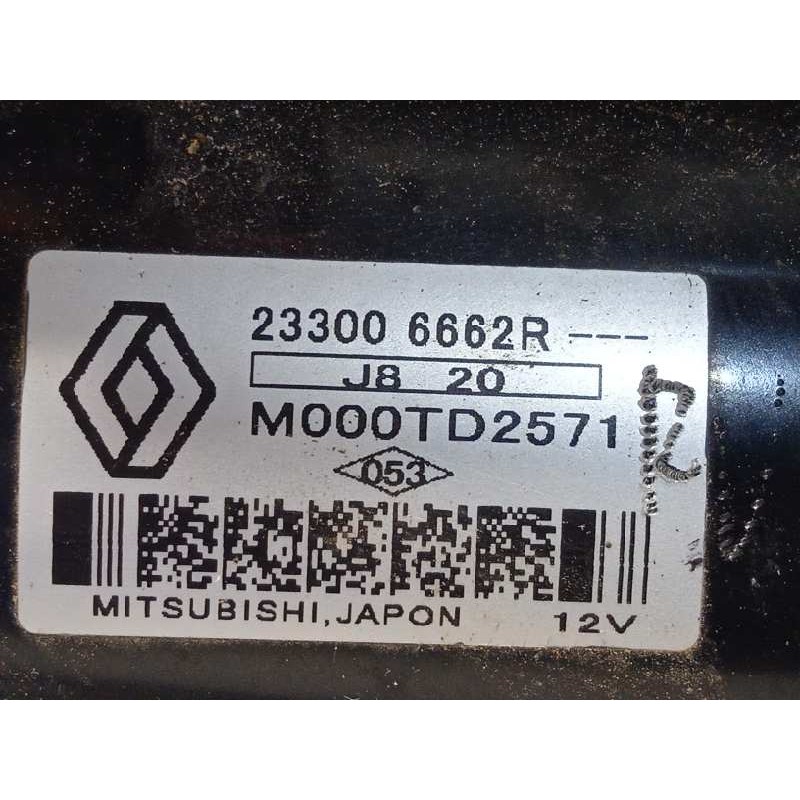 23300 6662R ---
J8 20
M000TD2571
053
MITSUBISHI, JAPON 12V